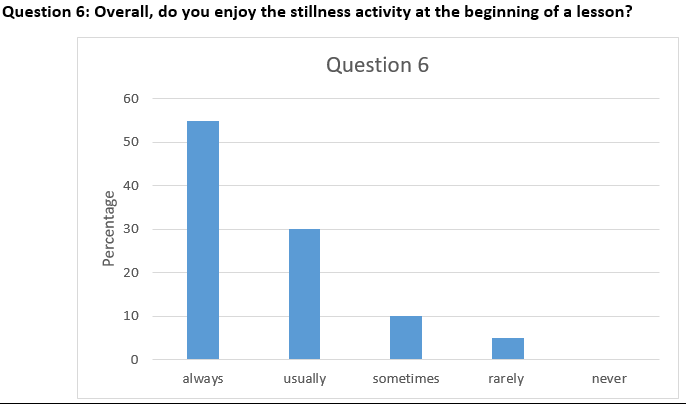 Question 6: Overall, do you enjoy the stillness activity at the beginning of a lesson?
Question 6
60
50
40
30
20
10
0
Percentage
always usually sometimes rarely never